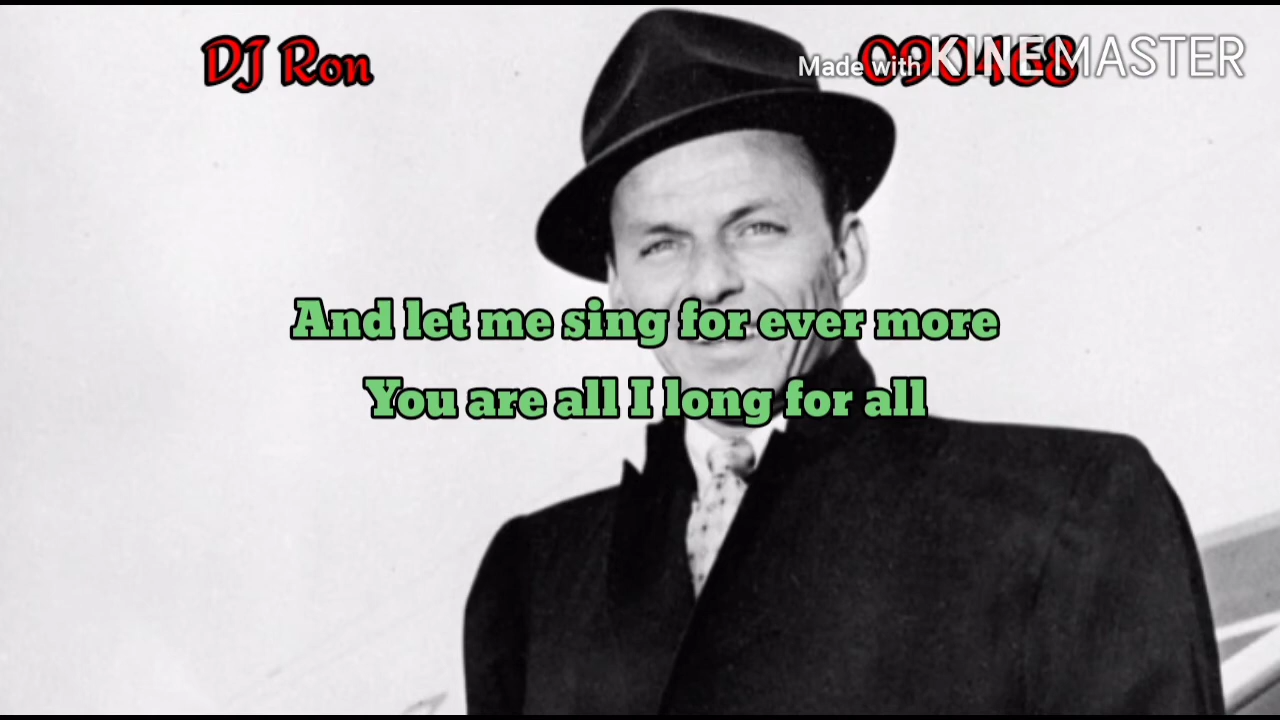 DJ Ron
Made with KINEMASTER
And let me sing for ever more
You are all I long for all